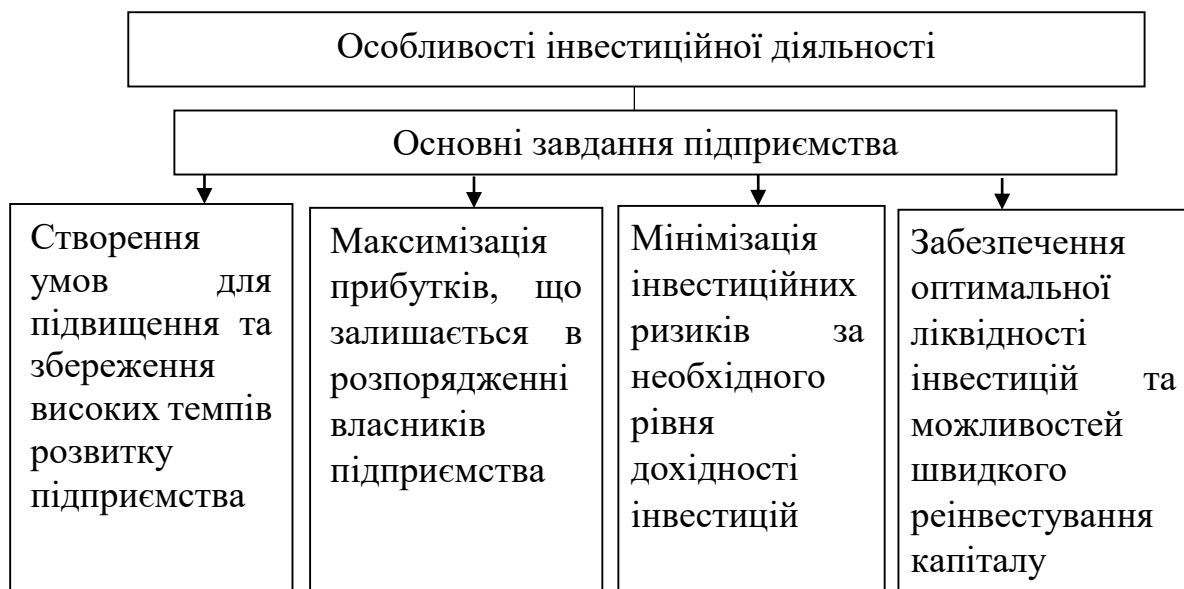 Особливості інвестиційної діяльності
Основні завдання підприємства
Створення
умов для
підвищення та
збереження
високих темпів
розвитку
підприємства
Максимізація
прибутків, що
залишається в
розпорядженні
власників
підприємства
Мінімізація
інвестиційних
ризиків за
необхідного
рівня
дохідності
інвестицій
Забезпечення
оптимальної
ліквідності
інвестицій та
можливостей
швидкого
реінвестування
капіталу